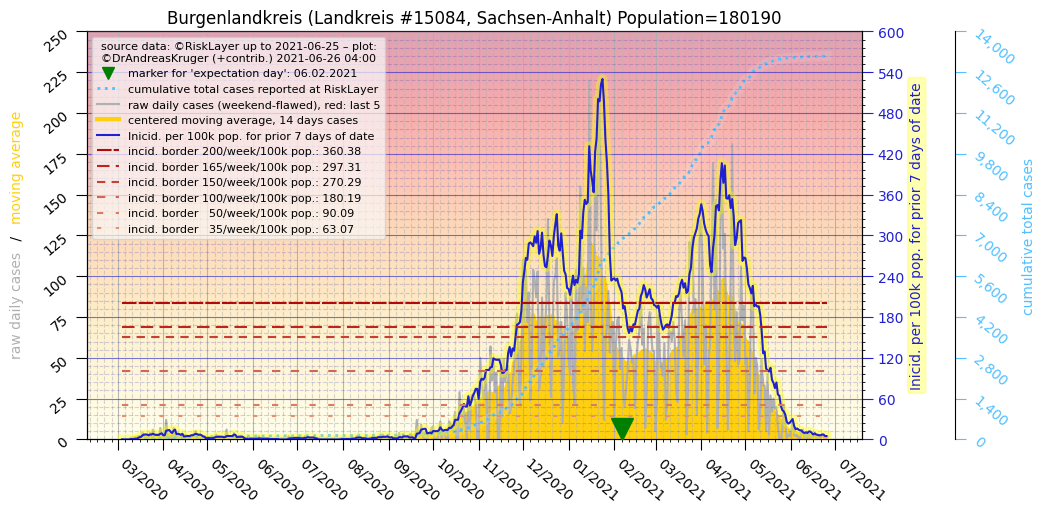 Burgenlandkreis (Landkreis #15084, Sachsen-Anhalt) Population=180190
source data: ©RiskLayer up to 2021-06-25 – plot:
©DrAndreasKruger (+contrib.) 2021-06-26 04:00
marker for 'expectation day': 06.02.2021
cumulative total cases reported at RiskLayer
raw daily cases (weekend-flawed), red: last 5
centered moving average, 14 days cases
Inicid. per 100k pop. for prior 7 days of date
incid. border 200/week/100k pop.: 360.38
incid. border 165/week/100k pop.: 297.31
incid. border 150/week/100k pop.: 270.29
incid. border 100/week/100k pop.: 180.19
incid. border 50/week/100k pop.: 90.09
incid. border 35/week/100k pop.: 63.07
raw daily cases / moving average
250
225
200
175
150
125
100
75
50
25
0
03/2020
04/2020
05/2020
06/2020
07/2020
08/2020
09/2020
10/2020
11/2020
12/2020
01/2021
02/2021
03/2021
04/2021
05/2021
06/2021
07/2021
600
540
480
420
360
300
240
180
120
60
0
Inicid. per 100k pop. for prior 7 days of date
14,000
12,600
11,200
9,800
8,400
7,000
5,600
4,200
2,800
1,400
0
cumulative total cases